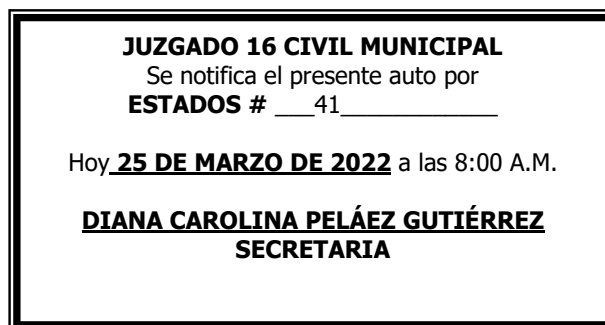 JUZGADO 16 CIVIL MUNICIPAL
Se notifica el presente auto por
ESTADOS # ___41____________
Hoy 25 DE MARZO DE 2022 a las 8:00 A.M.
DIANA CAROLINA PELÁEZ GUTIÉRREZ
SECRETARIA